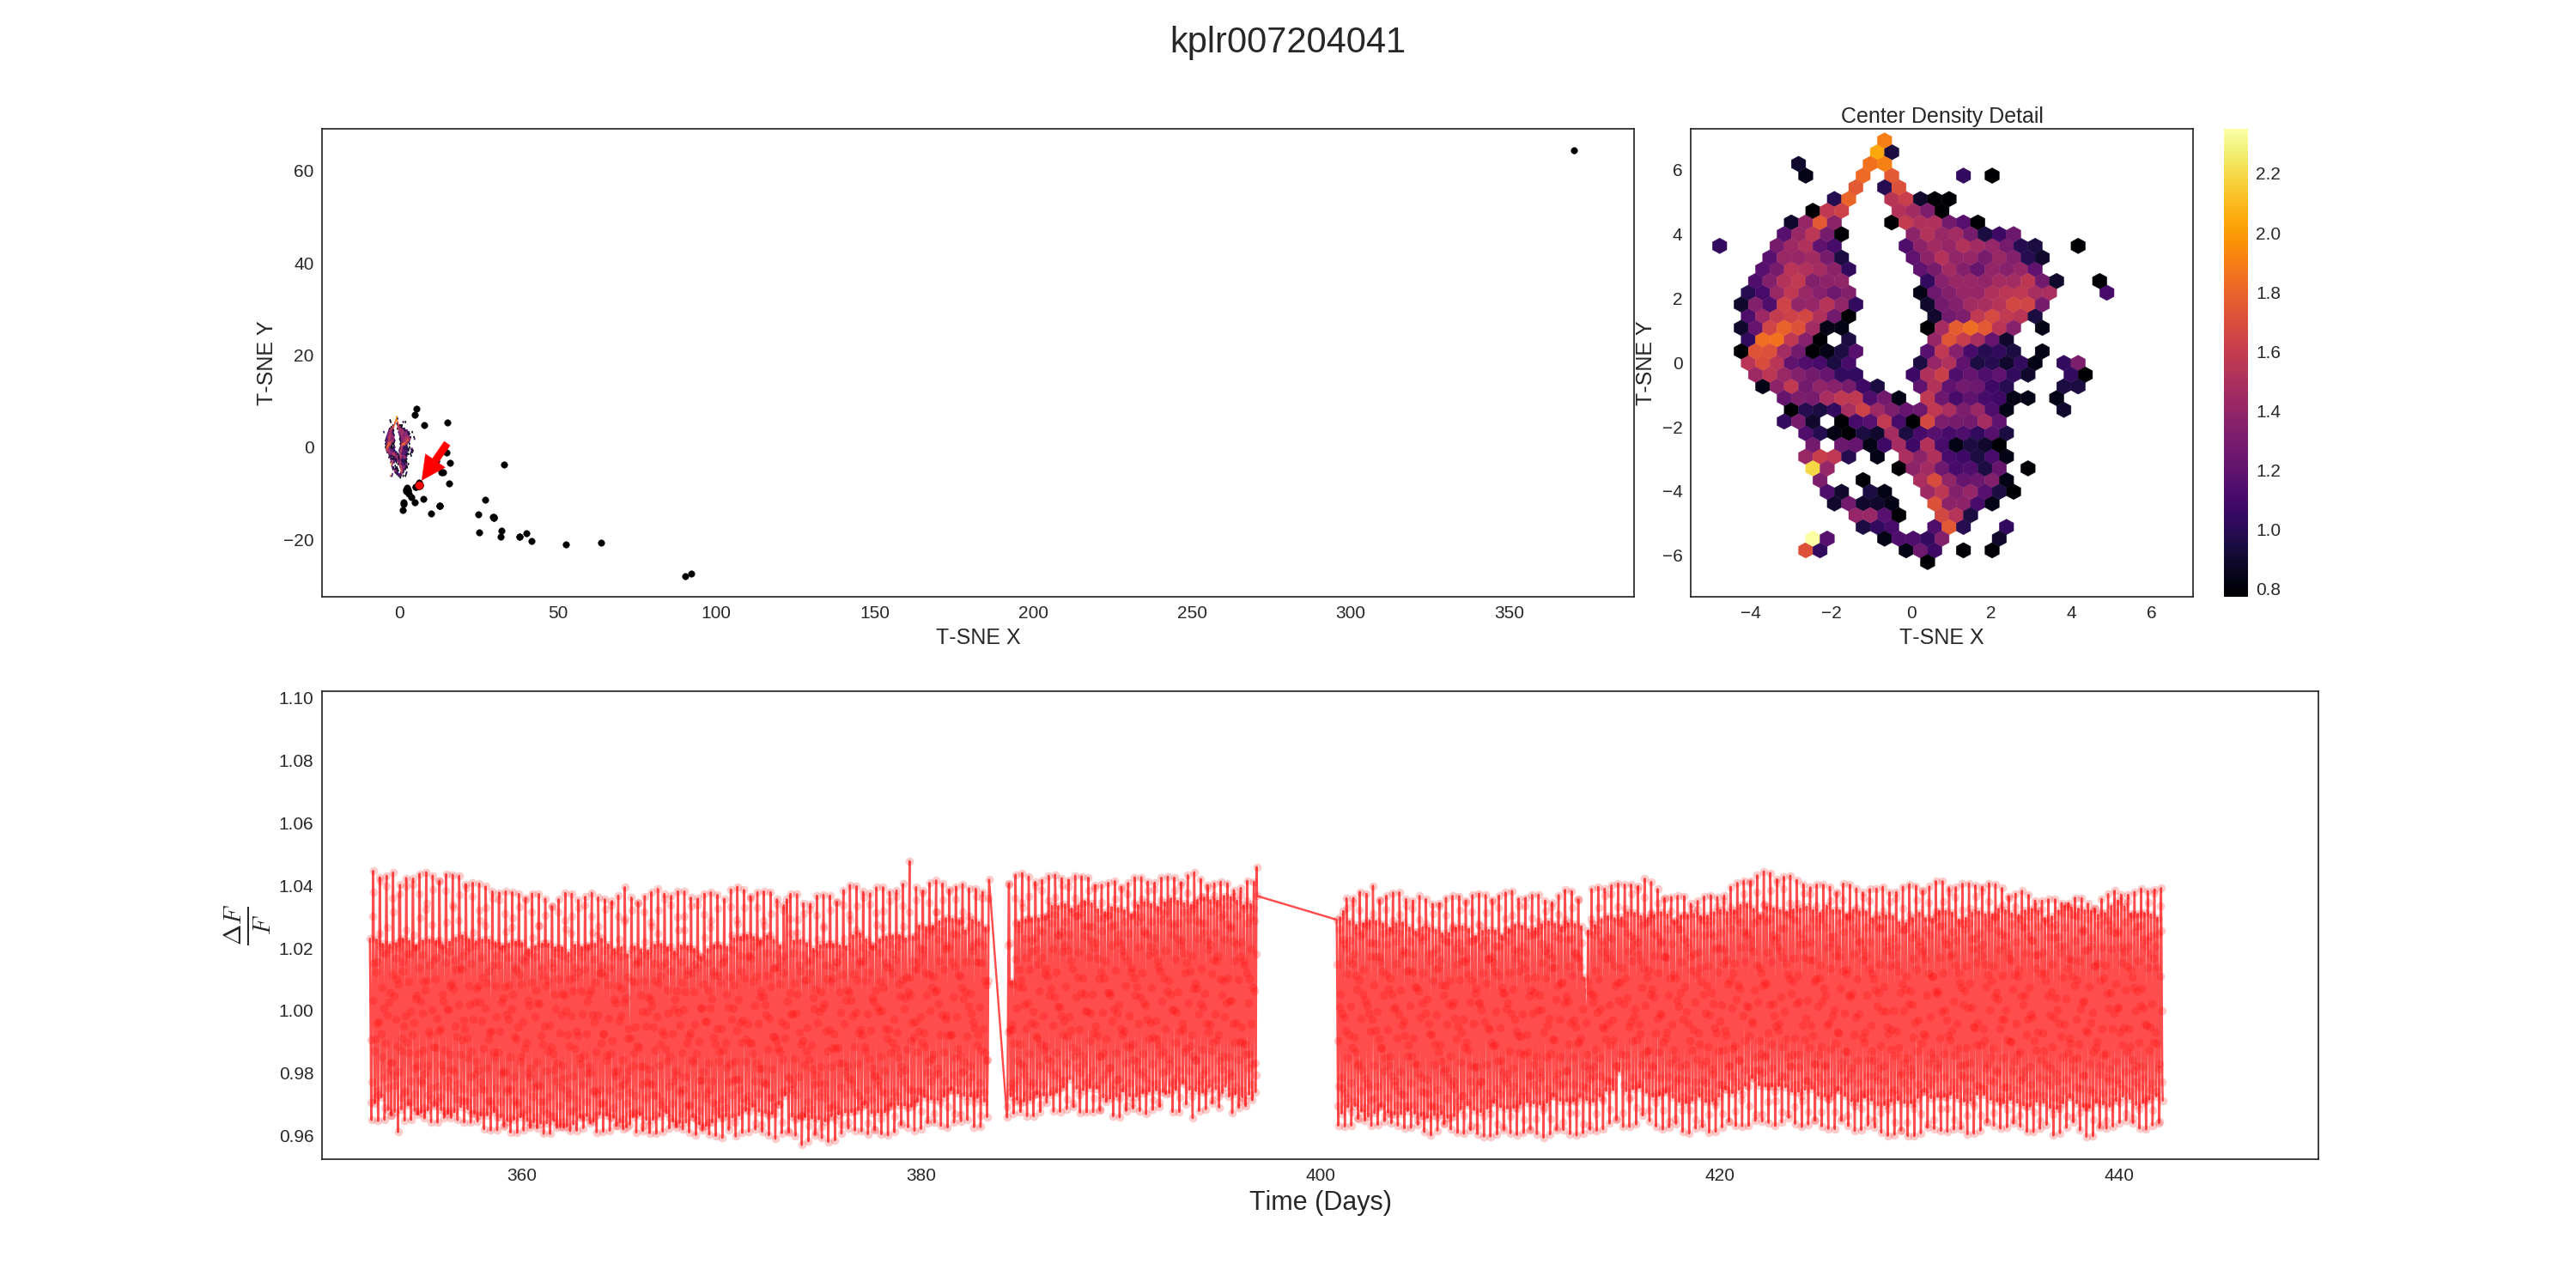 kplr007204041
Center Density Detail
60
40
20
0
−20
T-SNE Y
0 50 100 150 200 250 300 350
T-SNE X
6
4
2
0
−2
−4
−6
T-SNE Y
−4 −2 0 2 4 6
T-SNE X
2.2
2.0
1.8
1.6
1.4
1.2
1.0
0.8
1.10
1.08
1.06
1.04
1.02
1.00
0.98
0.96
ΔF
F
360 380 400 420 440
Time (Days)